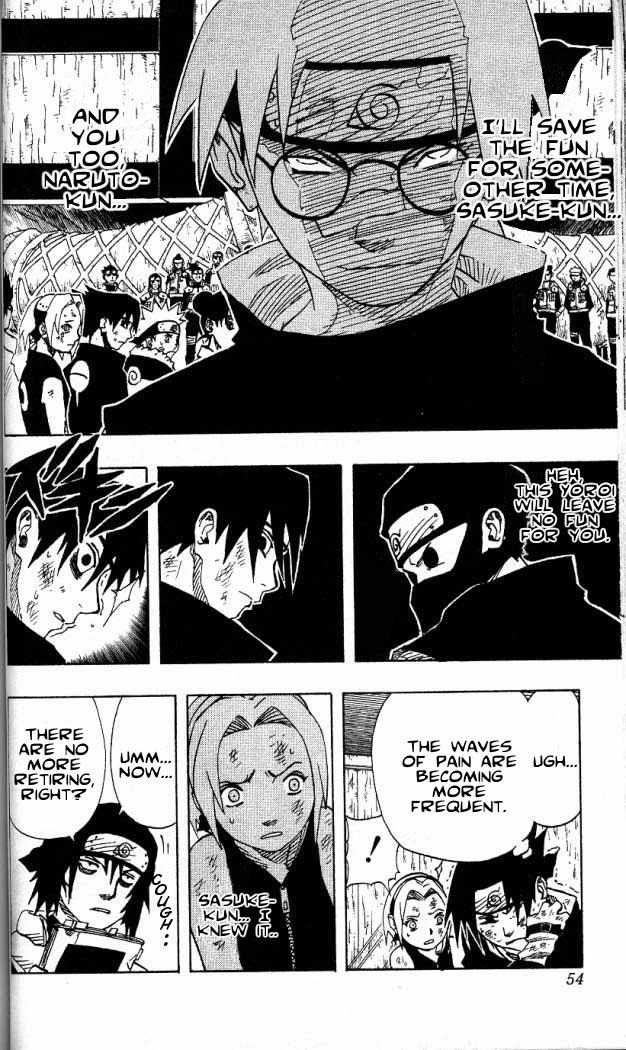 I'LL SAVE
THE FUN
FOR SOME-
OTHER TIME,
SASUKE-KUN...
AND
YOU
TOO,
NARUTO-
KUN...
HEH,
THIS YOROI
WILL LEAVE
NO FUN
FOR YOU.
UGH...
THE WAVES
OF PAIN ARE
BECOMING
MORE
FREQUENT.
!
SASUKE-
KUN... I
KNEW IT..
UMM...
NOW...
THERE
ARE NO
MORE
RETIRING,
RIGHT?
COUGH..
54